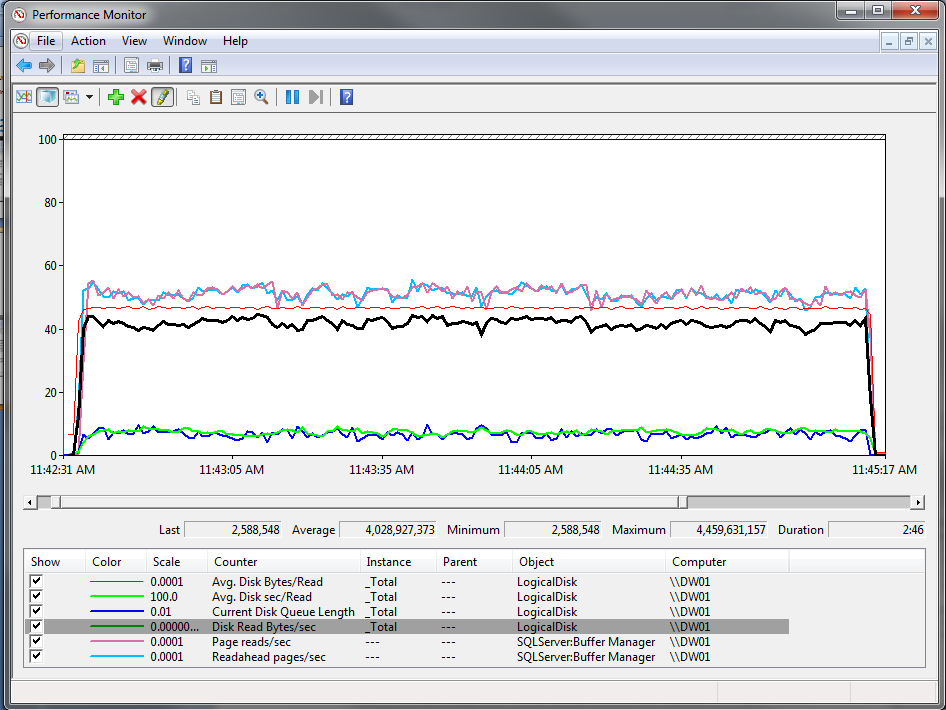 Performance Monitor
File Action View Window Help
100
80
60
40
20
0
11:42:31 AM 11:43:05 AM 11:43:35 AM 11:44:05 AM 11:44:35 AM 11:45:17 AM
Last 2,588,548 Average 4,028,927,373 Minimum 2,588,548 Maximum 4,459,631,157 Duration 2:46
Show Color Scale Counter Instance Parent Object Computer
0.0001 Avg. Disk Bytes/Read _Total --- LogicalDisk \\DW01
100.0 Avg. Disk sec/Read _Total --- LogicalDisk \\DW01
0.01 Current Disk Queue Length _Total --- LogicalDisk \\DW01
0.00000... Disk Read Bytes/sec _Total --- LogicalDisk \\DW01
0.0001 Page reads/sec --- --- SQLServer:Buffer Manager \\DW01
0.0001 Readahead pages/sec --- --- SQLServer:Buffer Manager \\DW01